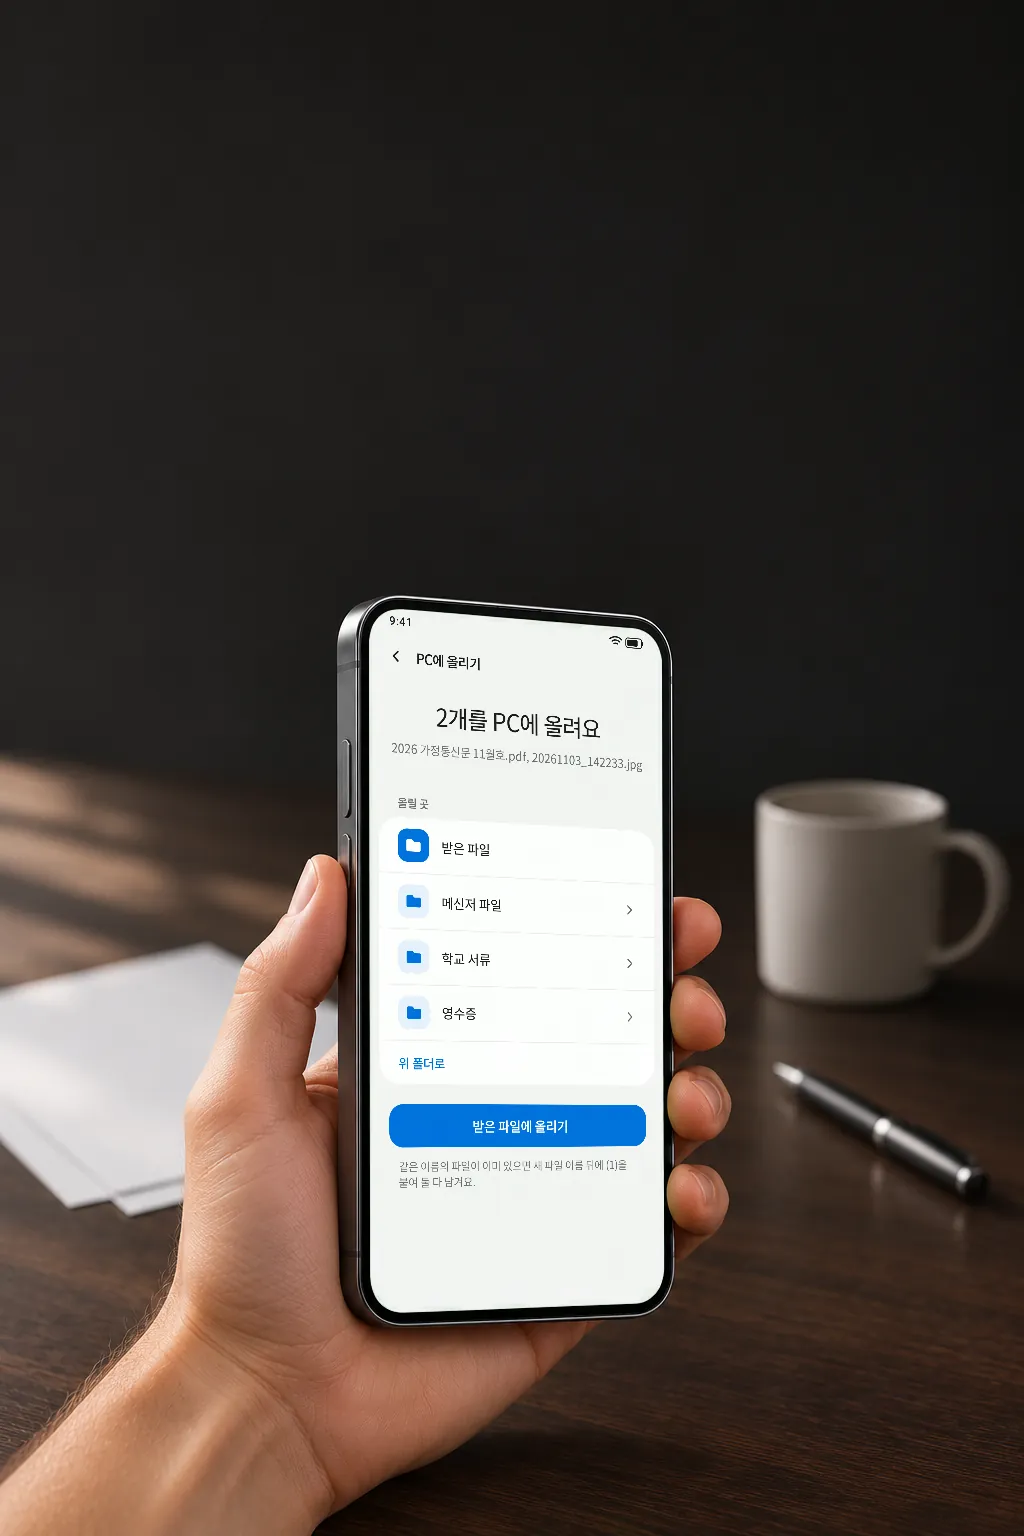 9:41
PC에 올리기
2개를 PC에 올려요
2026 가정통신문 11월호.pdf, 20261103_142233.jpg
올릴 곳
받은 파일
메신저 파일
학교 서류
영수증
위 폴더로
받은 파일에 올리기
같은 이름의 파일이 이미 있으면 새 파일 이름 뒤에 (1)을
붙여 둘 다 남겨요.